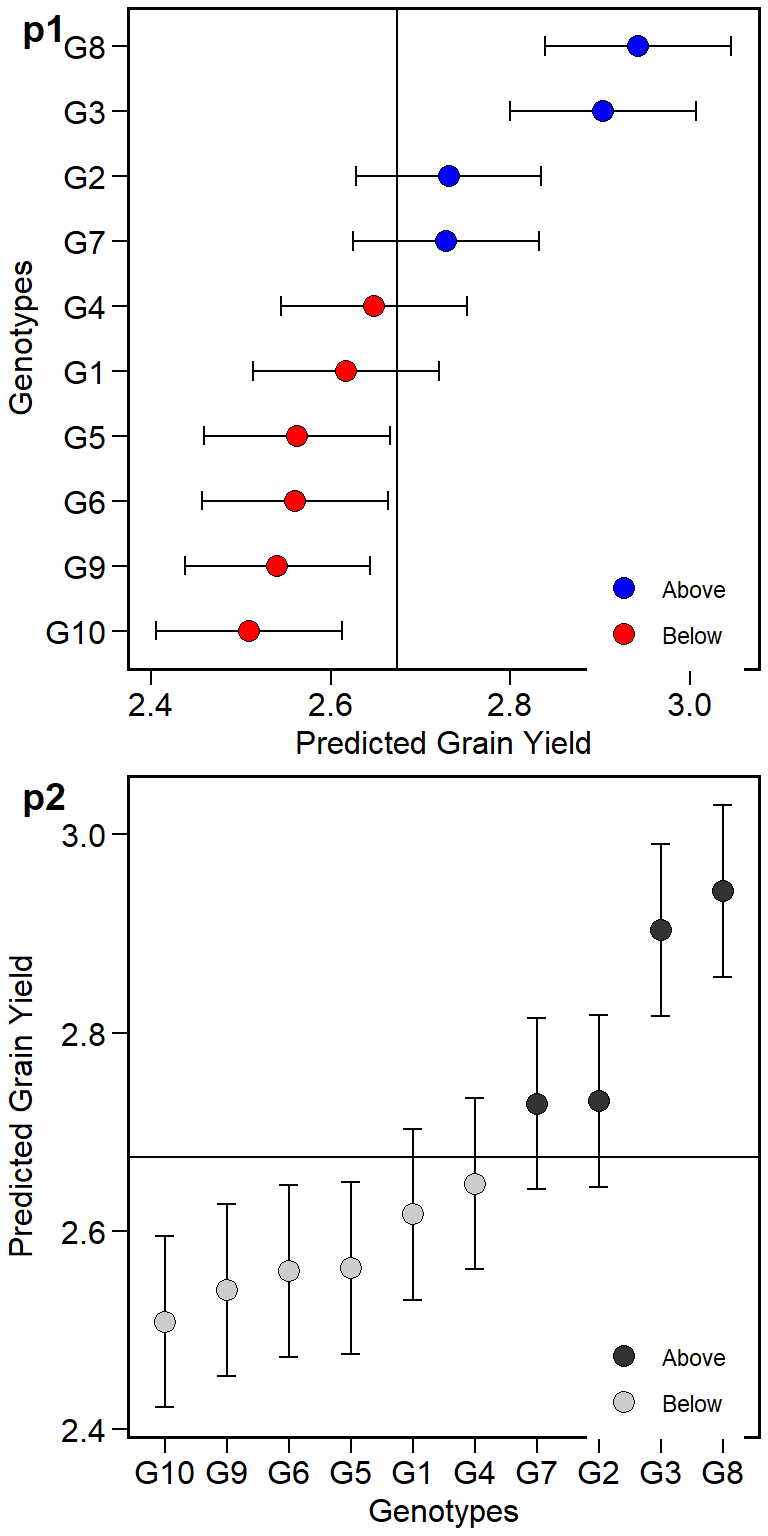 p1
G8
G3
G2
G7
G4
G1
G5
G6
G9
G10
Genotypes
Above
Below
2.4 2.6 2.8 3.0
Predicted Grain Yield
p2
3.0
2.8
2.6
2.4
Predicted Grain Yield
Above
Below
G10 G9 G6 G5 G1 G4 G7 G2 G3 G8
Genotypes